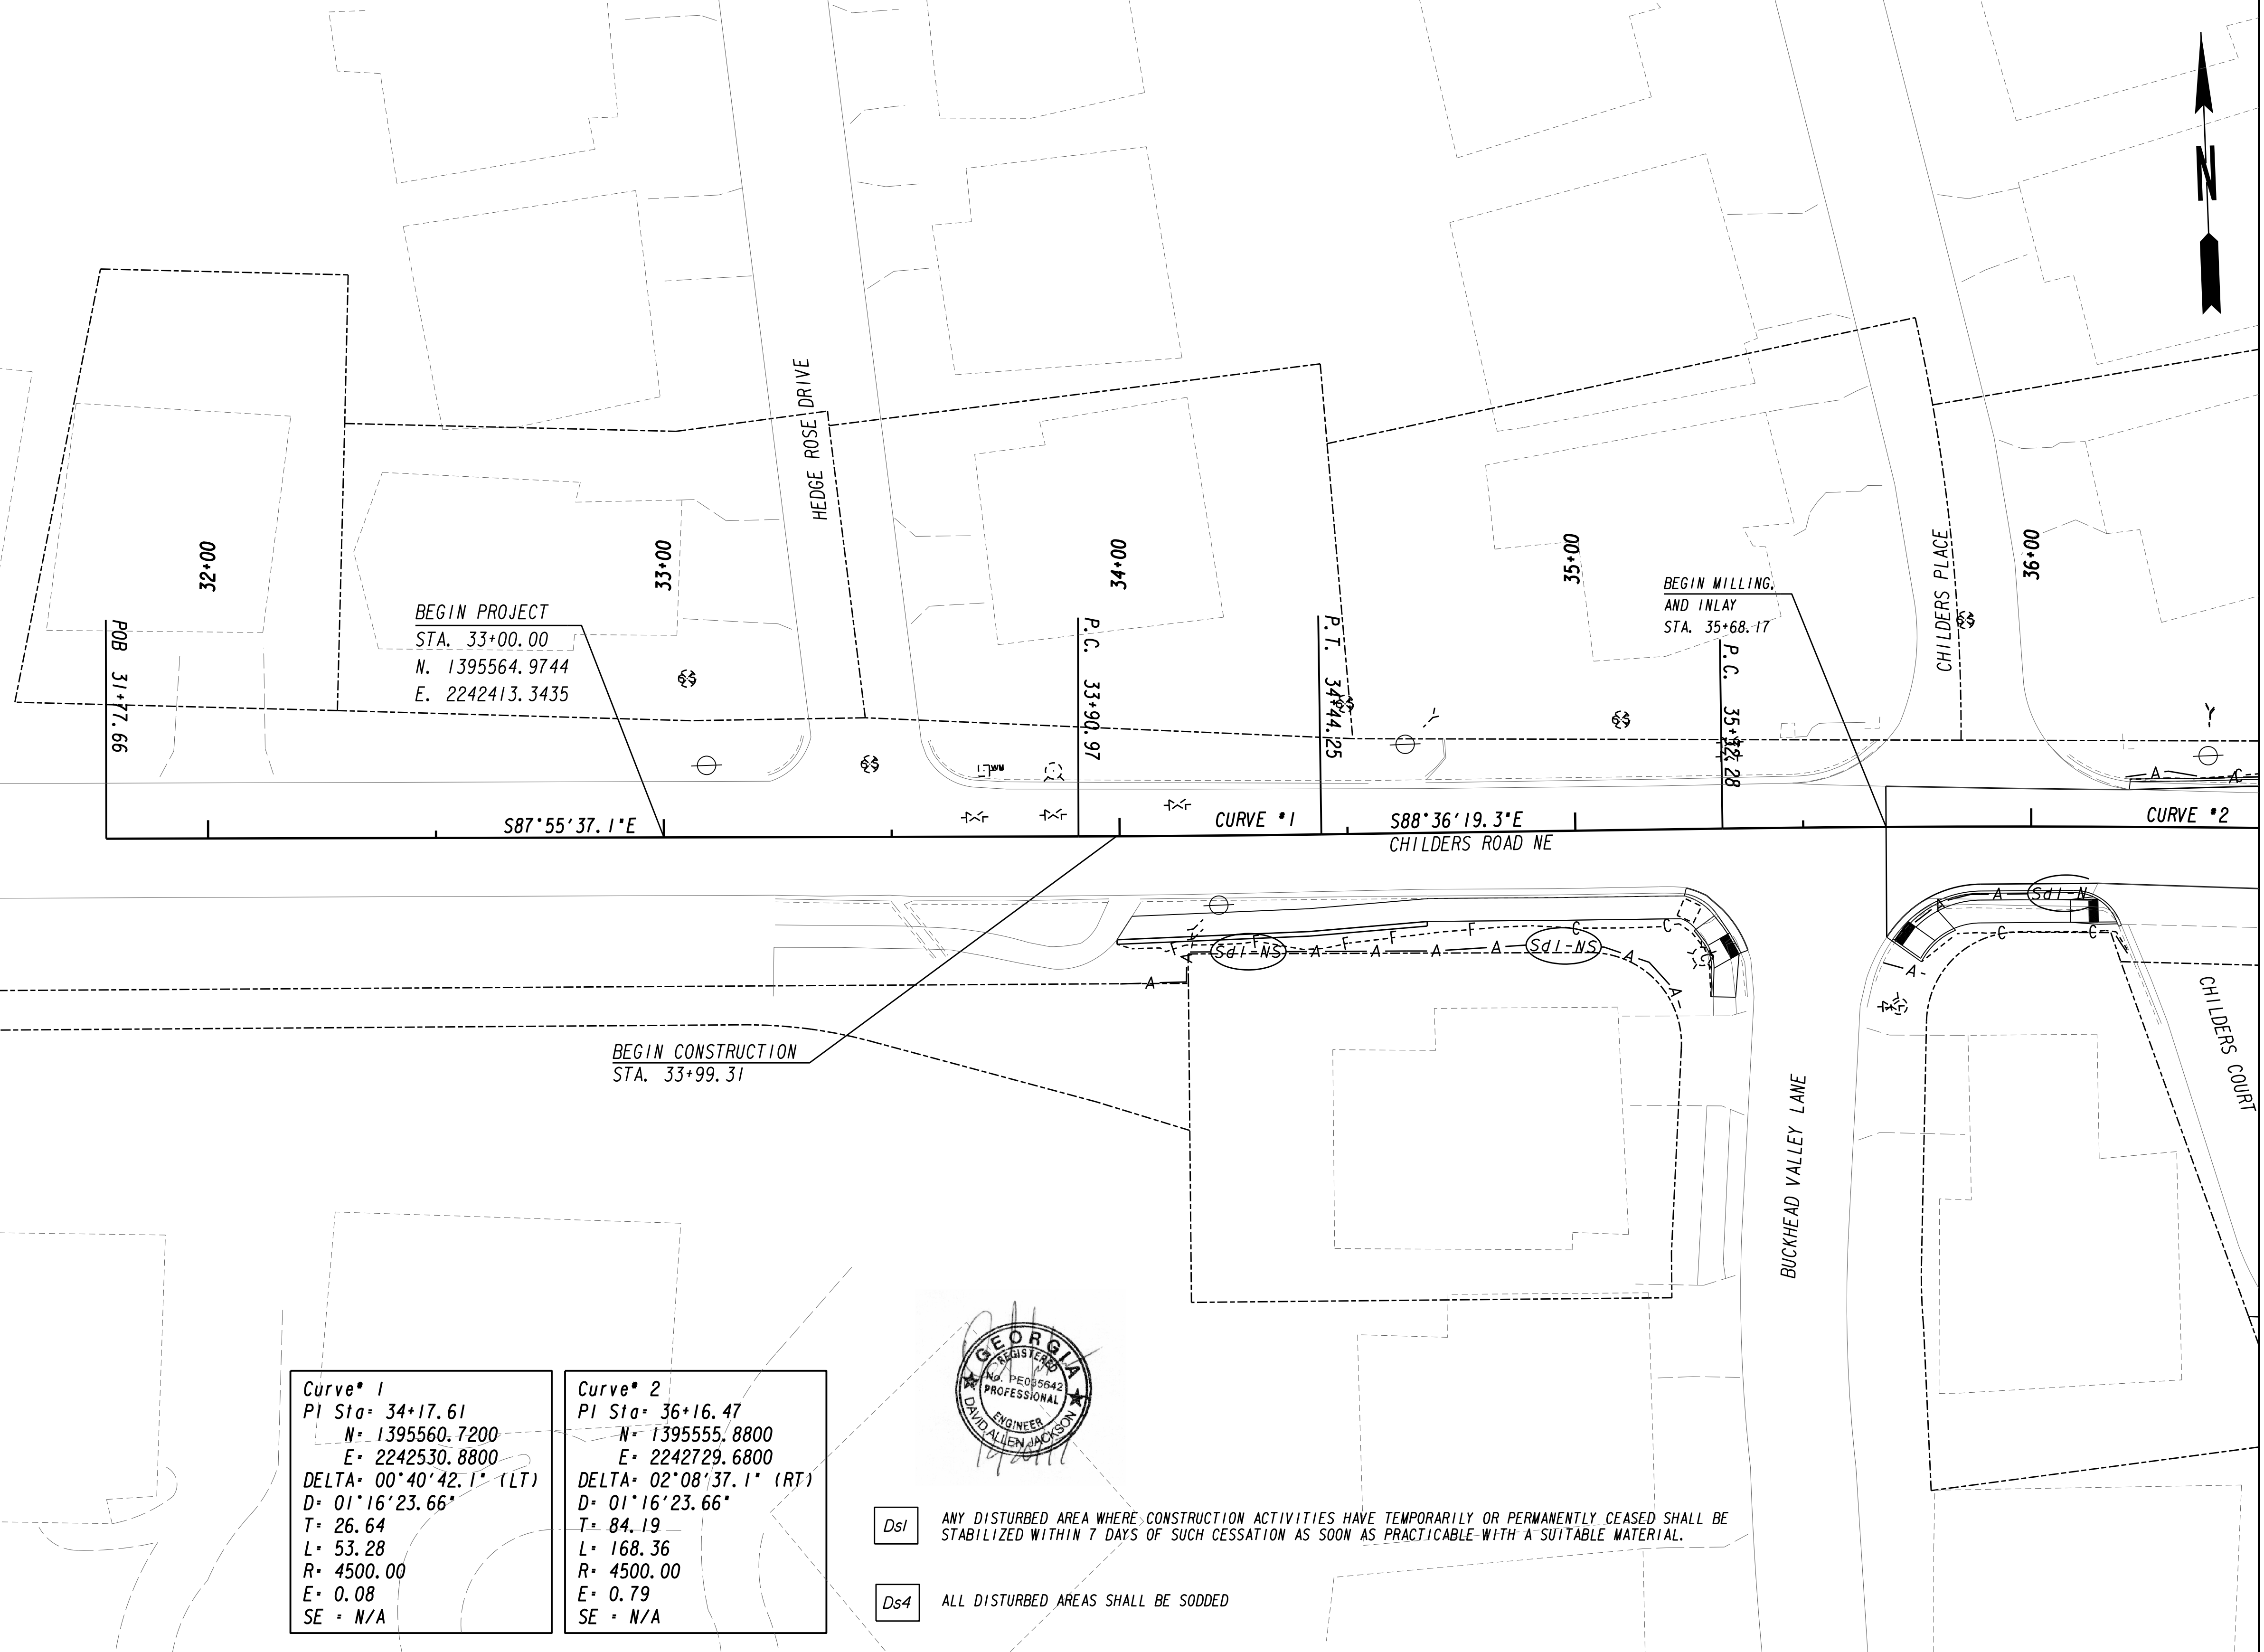 N
HEDGE ROSE DRIVE
32+00
33+00
34+00
35+00
36+00
CHILDERS PLACE
BEGIN PROJECT
STA. 33+00.00
N. 1395564.9744
E. 2242413.3435
BEGIN MILLING,
AND INLAY
STA. 35+68.17
POB 31+77.66
P.C. 33+90.97
P.T. 34+44.25
P.C. 35+32.28
S87°55'37.1"E
CURVE #1
S88°36'19.3"E
CURVE #2
CHILDERS ROAD NE
A
A
C
F
F
F
F
C
C
A
A
A
A
A
A
A
Sd1-NS
Sd1-NS
A
A
Sd1-N
C
C
A
BEGIN CONSTRUCTION
STA. 33+99.31
CHILDERS COURT
BUCKHEAD VALLEY LANE
Curve# 1
PI Sta= 34+17.61
N= 1395560.7200
E= 2242530.8800
DELTA= 00°40'42.1" (LT)
D= 01°16'23.66"
T= 26.64
L= 53.28
R= 4500.00
E= 0.08
SE = N/A
Curve# 2
PI Sta= 36+16.47
N= 1395555.8800
E= 2242729.6800
DELTA= 02°08'37.1" (RT)
D= 01°16'23.66"
T= 84.19
L= 168.36
R= 4500.00
E= 0.79
SE = N/A
GEORGIA
REGISTERED
No. PE035642
PROFESSIONAL
ENGINEER
DAVID ALLEN JACKSON
Ds1
ANY DISTURBED AREA WHERE CONSTRUCTION ACTIVITIES HAVE TEMPORARILY OR PERMANENTLY CEASED SHALL BE
STABILIZED WITHIN 7 DAYS OF SUCH CESSATION AS SOON AS PRACTICABLE WITH A SUITABLE MATERIAL.
Ds4
ALL DISTURBED AREAS SHALL BE SODDED